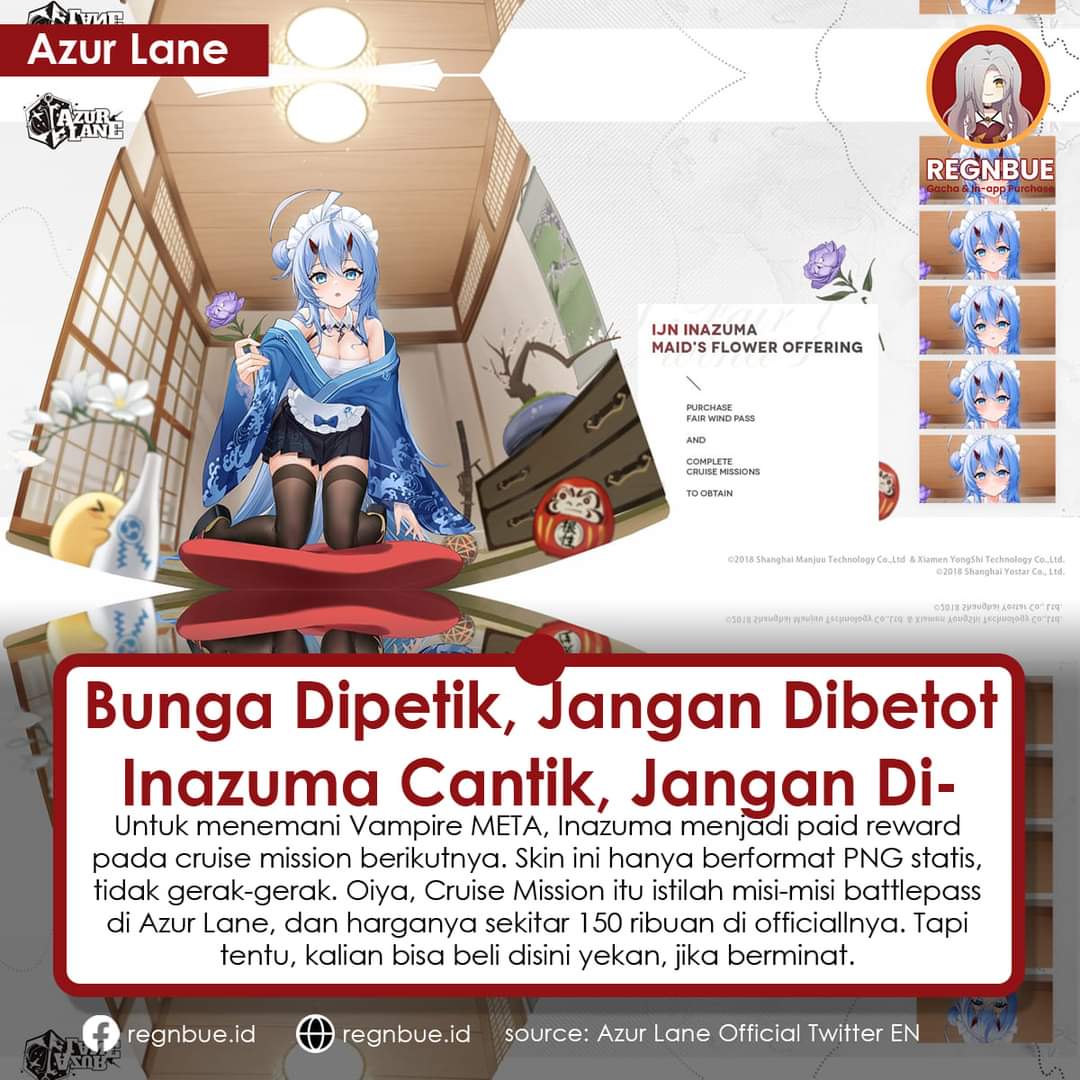 Azur Lane
AZUR
LANE
REGNBUE
Gacha & In-app Purchase
IJN INAZUMA
MAID'S FLOWER OFFERING
PURCHASE
FAIR WIND PASS
AND
COMPLETE
CRUISE MISSIONS
TO OBTAIN
©2018 Shanghai Manjuu Technology Co.,Ltd & Xiamen YongShi Technology Co.,Ltd.
©2018 Shanghai Yostar Co., Ltd.
Bunga Dipetik, Jangan Dibetot
Inazuma Cantik, Jangan Di-
Untuk menemani Vampire META, Inazuma menjadi paid reward
pada cruise mission berikutnya. Skin ini hanya berformat PNG statis,
tidak gerak-gerak. Oiya, Cruise Mission itu istilah misi-misi battlepass
di Azur Lane, dan harganya sekitar 150 ribuan di officiallnya. Tapi
tentu, kalian bisa beli disini yekan, jika berminat.
regnbue.id
regnbue.id
source: Azur Lane Official Twitter EN